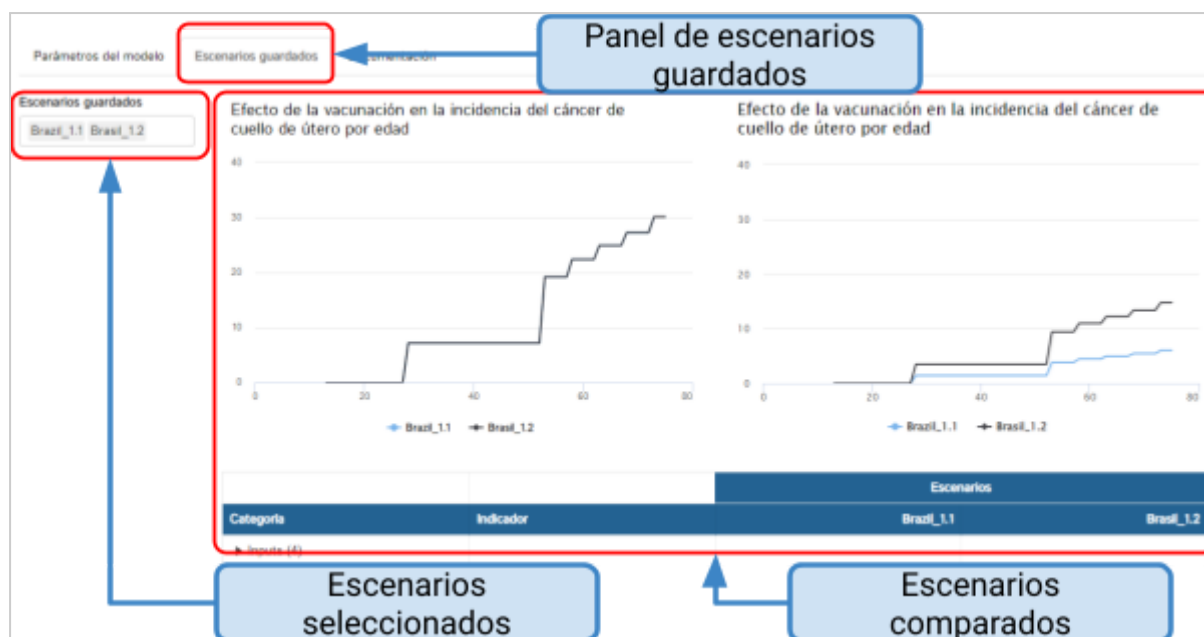 Panel de escenarios
guardados
Parámetros del modelo Escenarios guardados
Escenarios guardados
Brazil_1.1 Brasil_1.2
Efecto de la vacunación en la incidencia del cáncer de
cuello de útero por edad
40
30
20
10
0
0 20 40 60 80
Brazil_1.1 Brasil_1.2
Efecto de la vacunación en la incidencia del cáncer de
cuello de útero por edad
40
30
20
10
0
0 20 40 60 80
Brazil_1.1 Brasil_1.2
Escenarios
Categoría Indicador Brazil_1.1 Brasil_1.2
Inputs (4)
Escenarios
seleccionados
Escenarios
comparados